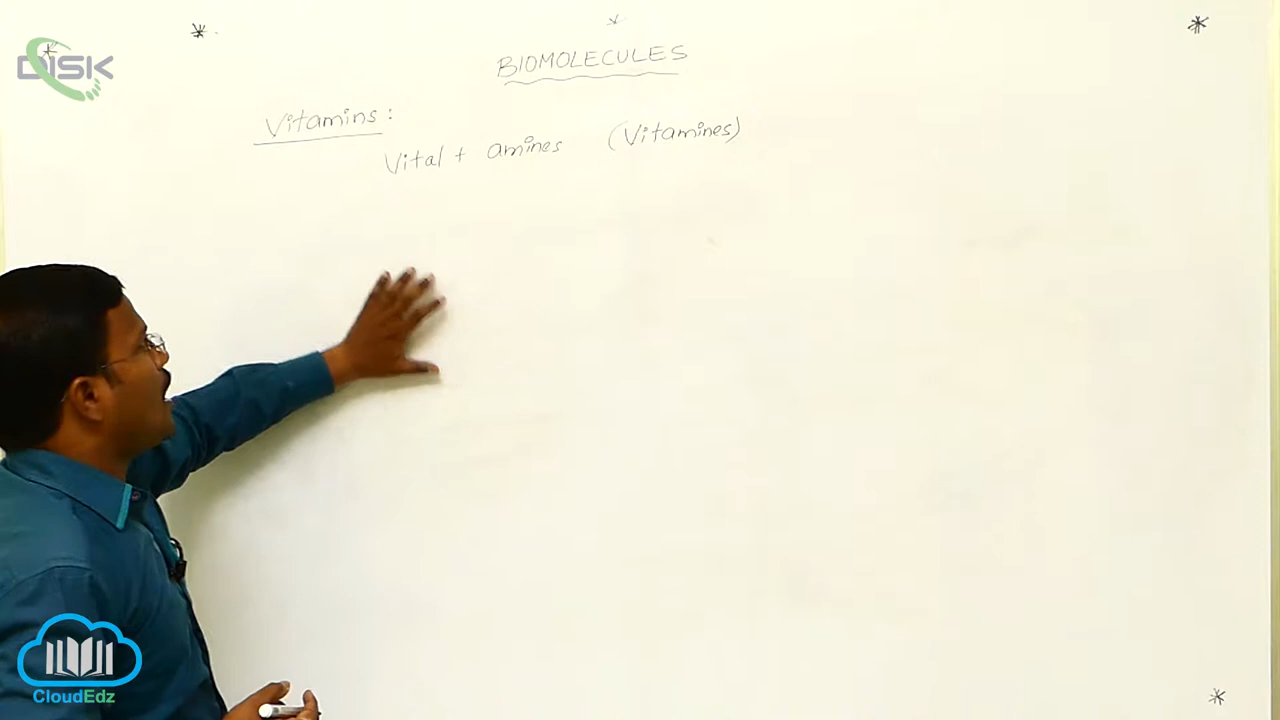 DISK
BIOMOLECULES
Vitamins :
Vital + amines (Vitamines)
CloudEdz